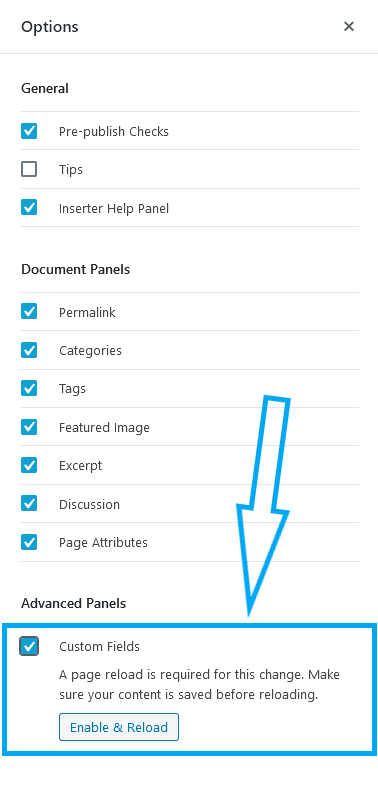 Options
General
Pre-publish Checks
Tips
Inserter Help Panel
Document Panels
Permalink
Categories
Tags
Featured Image
Excerpt
Discussion
Page Attributes
Advanced Panels
Custom Fields
A page reload is required for this change. Make
sure your content is saved before reloading.
Enable & Reload